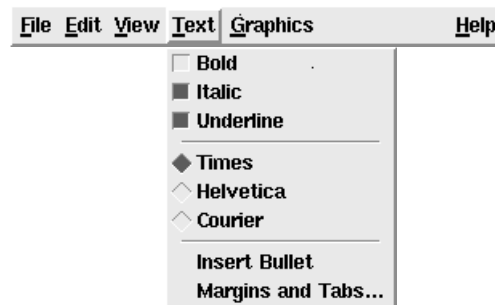 File Edit View Text Graphics Help
Bold
Italic
Underline
Times
Helvetica
Courier
Insert Bullet
Margins and Tabs...